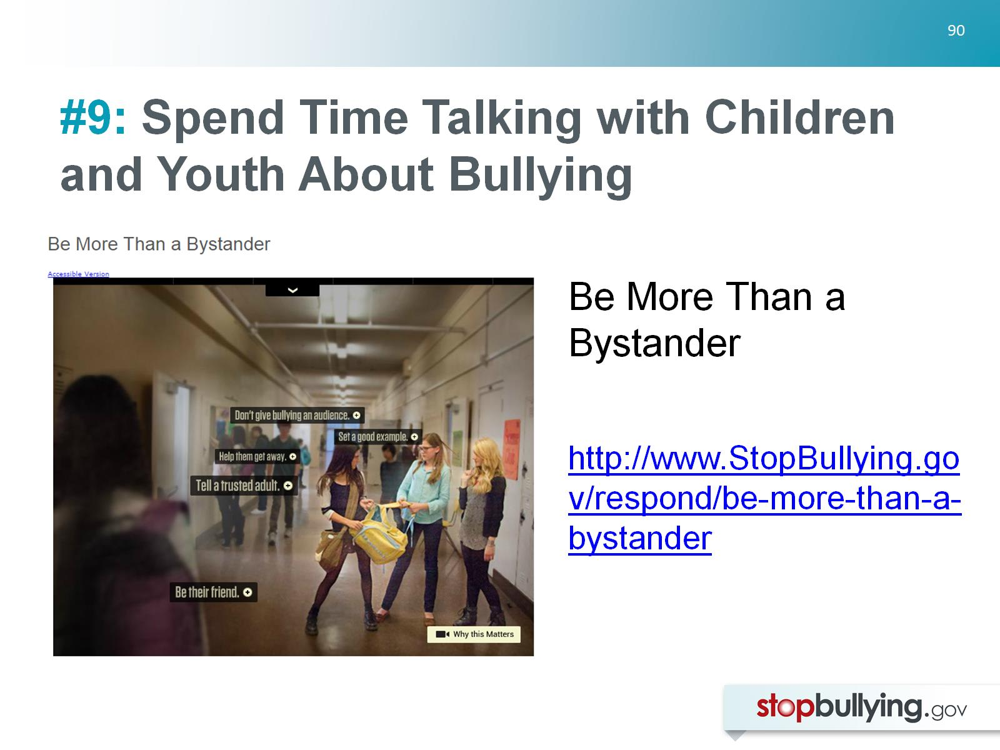 90
#9: Spend Time Talking with Children
and Youth About Bullying
Be More Than a Bystander
Accessible Version
Don't give bullying an audience.
Set a good example.
Help them get away.
Tell a trusted adult.
Be their friend.
Why this Matters
Be More Than a
Bystander
http://www.StopBullying.go
v/respond/be-more-than-a-
bystander
stopbullying.gov